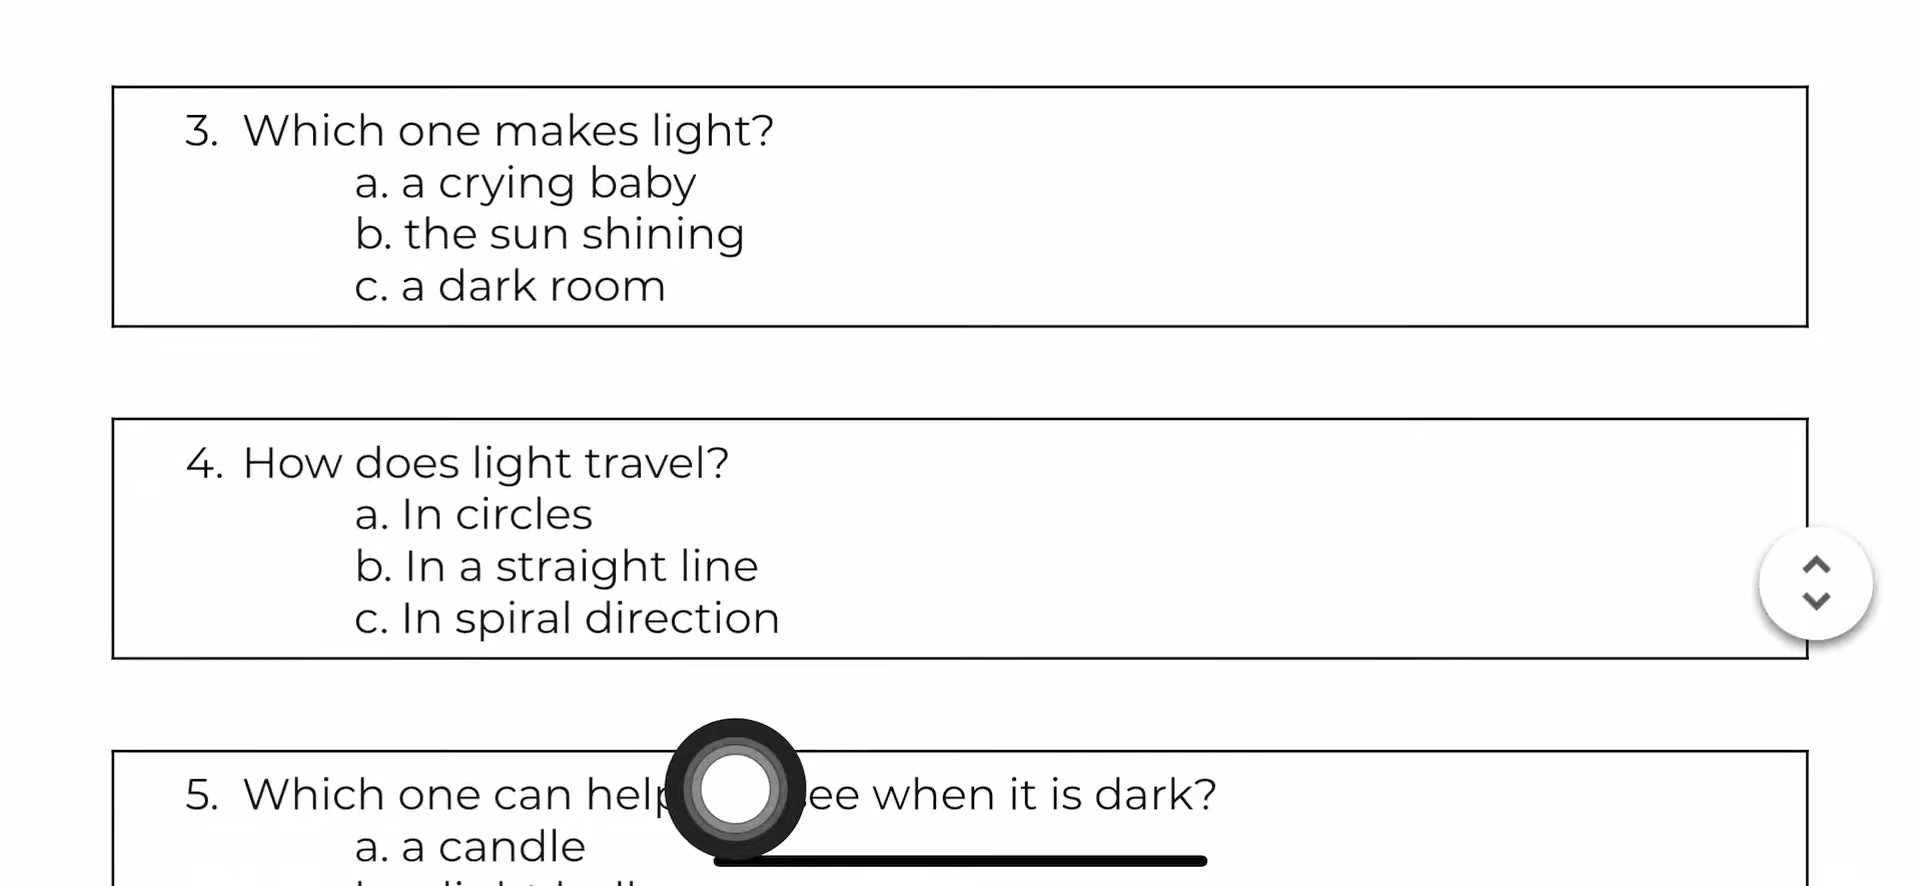 3. Which one makes light?
a. a crying baby
b. the sun shining
c. a dark room
4. How does light travel?
a. In circles
b. In a straight line
c. In spiral direction
5. Which one can help when it is dark?
a. a candle